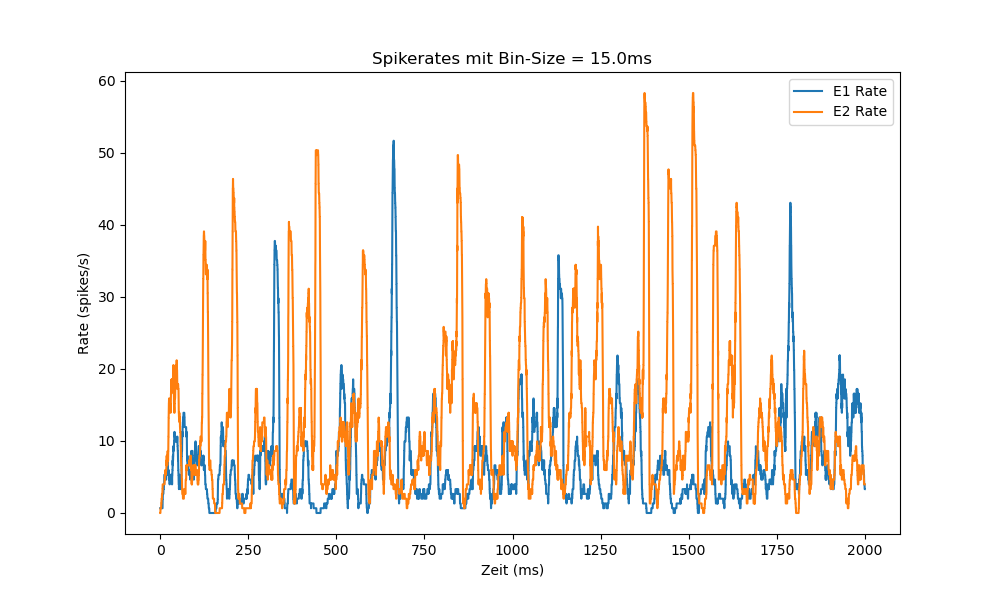 Spikerates mit Bin-Size = 15.0ms
E1 Rate
E2 Rate
60
50
40
30
20
10
0
Rate (spikes/s)
0 250 500 750 1000 1250 1500 1750 2000
Zeit (ms)